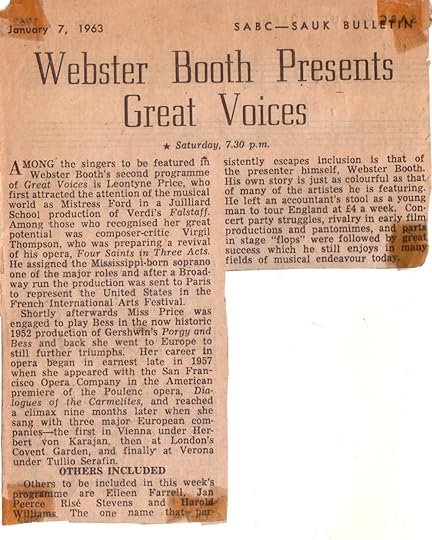 January 7, 1963
SABC—SAUK BULLETIN
Webster Booth Presents
Great Voices
★ Saturday, 7.30 p.m.
AMONG the singers to be featured in
Webster Booth's second programme
of Great Voices is Leontyne Price, who
first attracted the attention of the musical
world as Mistress Ford in a Juilliard
School production of Verdi's Falstaff.
Among those who recognised her great
potential was composer-critic Virgil
Thompson, who was preparing a revival
of his opera, Four Saints in Three Acts.
He assigned the Mississippi-born soprano
one of the major roles and after a Broad-
way run the production was sent to Paris
to represent the United States in the
French International Arts Festival.
Shortly afterwards Miss Price was
engaged to play Bess in the now historic
1952 production of Gershwin's Porgy and
Bess and back she went to Europe to
still further triumphs. Her career in
opera began in earnest late in 1957
when she appeared with the San Fran-
cisco Opera Company in the American
premiere of the Poulenc opera, Dia-
logues of the Carmelites, and reached
a climax nine months later when she
sang with three major European com-
panies—the first in Vienna under Her-
bert von Karajan, then at London's
Covent Garden, and finally at Verona
under Tullio Serafin.
OTHERS INCLUDED
Others to be included in this week's
programme are Eileen Farrell, Jan
Peerce Risé Stevens and Harold
Williams. The one name that per-
sistently escapes inclusion is that of
the presenter himself, Webster Booth.
His own story is just as colourful as that
of many of the artistes he is featuring.
He left an accountant's stool as a young
man to tour England at £4 a week. Con-
cert party struggles, rivalry in early film
productions and pantomimes, and parts
in stage "flops" were followed by great
success which he still enjoys in many
fields of musical endeavour today.